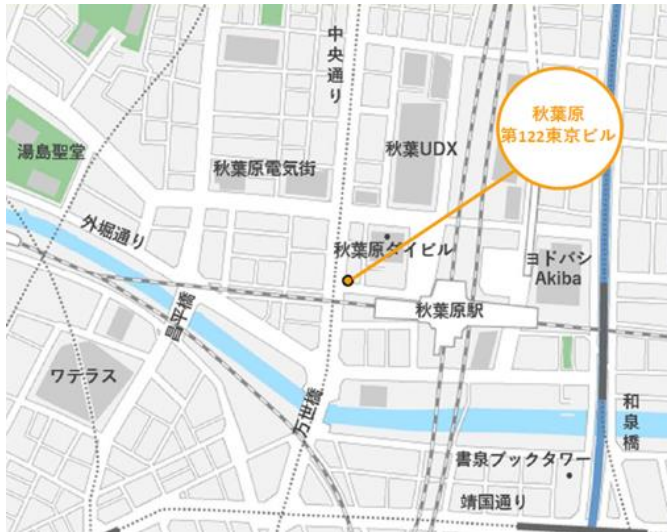 中央通り
秋葉原
第122東京ビル
湯島聖堂
秋葉原電気街
秋葉UDX
外堀通り
秋葉原ダイビル
ヨドバシ
Akiba
秋葉原駅
昌平橋
ワテラス
万世橋
和泉橋
書泉ブックタワー
靖国通り